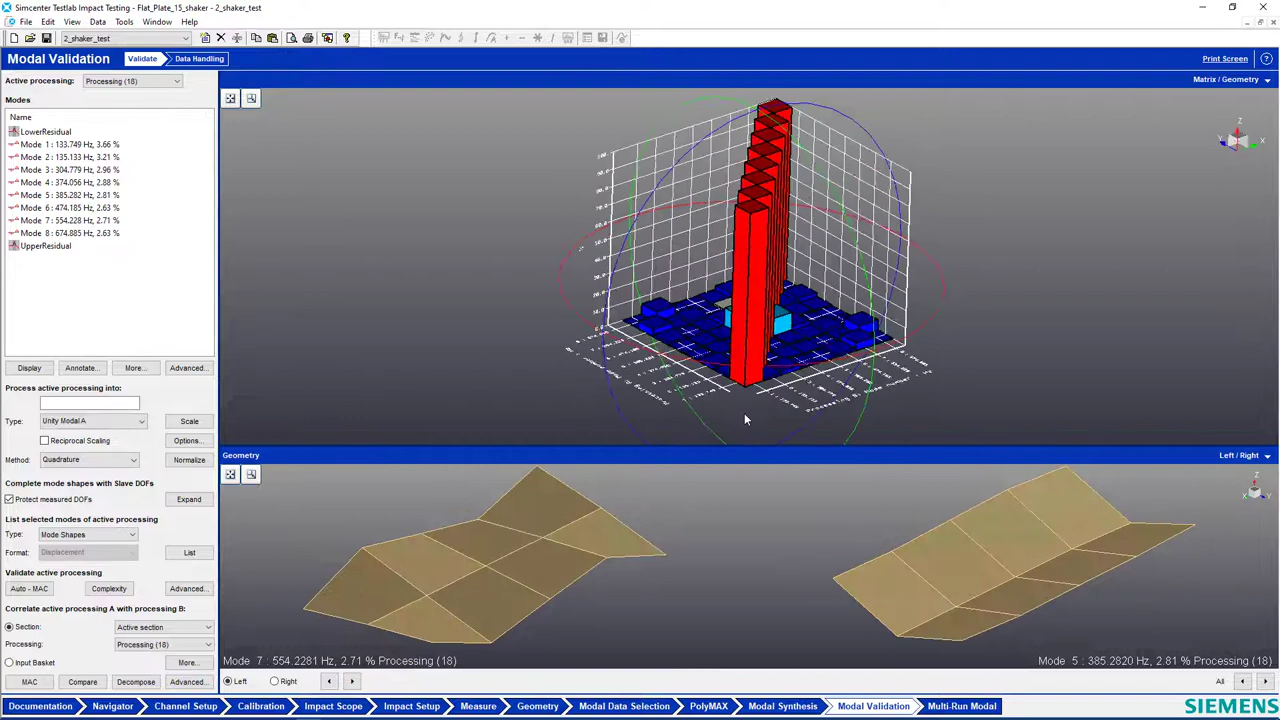 Simcenter Testlab Impact Testing - Flat_Plate_15_shaker - 2_shaker_test
File Edit View Data Tools Window Help
2_shaker_test
Modal Validation Validate Data Handling Print Screen
Active processing: Processing (18) Matrix / Geometry
Modes
Name
LowerResidual
Mode 1 : 133.749 Hz, 3.66 %
Mode 2 : 135.133 Hz, 3.21 %
Mode 3 : 304.779 Hz, 2.96 %
Mode 4 : 374.056 Hz, 2.88 %
Mode 5 : 385.282 Hz, 2.81 %
Mode 6 : 474.185 Hz, 2.63 %
Mode 7 : 554.228 Hz, 2.71 %
Mode 8 : 674.885 Hz, 2.63 %
UpperResidual
Display Annotate... More... Advanced...
Process active processing into:
Type: Unity Modal A Scale
Reciprocal Scaling Options...
Method: Quadrature Normalize
Complete mode shapes with Slave DOFs
Protect measured DOFs Expand
List selected modes of active processing
Type: Mode Shapes
Format: Displacement List
Validate active processing
Auto - MAC Complexity Advanced...
Correlate active processing A with processing B:
Section: Active section
Processing: Processing (18)
Input Basket More...
MAC Compare Decompose Advanced...
Z
Y X
Geometry Left / Right
Z
X Y
Mode 7 : 554.2281 Hz, 2.71 % Processing (18)
Mode 5 : 385.2820 Hz, 2.81 % Processing (18)
Left Right All
Documentation Navigator Channel Setup Calibration Impact Scope Impact Setup Measure Geometry Modal Data Selection PolyMAX Modal Synthesis Modal Validation Multi-Run Modal SIEMENS